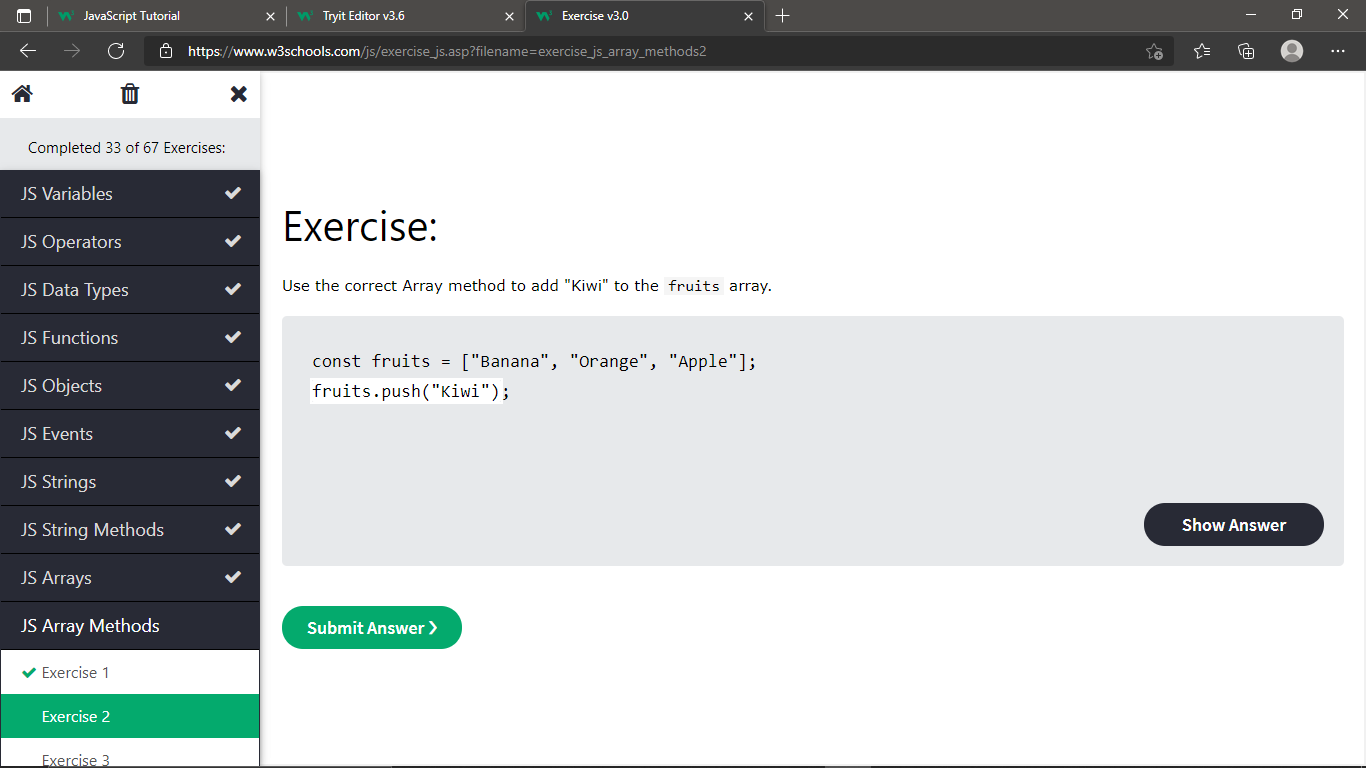 JavaScript Tutorial
Tryit Editor v3.6
Exercise v3.0
https://www.w3schools.com/js/exercise_js.asp?filename=exercise_js_array_methods2
Completed 33 of 67 Exercises:
JS Variables
JS Operators
JS Data Types
JS Functions
JS Objects
JS Events
JS Strings
JS String Methods
JS Arrays
JS Array Methods
Exercise 1
Exercise 2
Exercise 3
Exercise:
Use the correct Array method to add "Kiwi" to the fruits array.
const fruits = ["Banana", "Orange", "Apple"];
fruits.push("Kiwi");
Show Answer
Submit Answer ❯